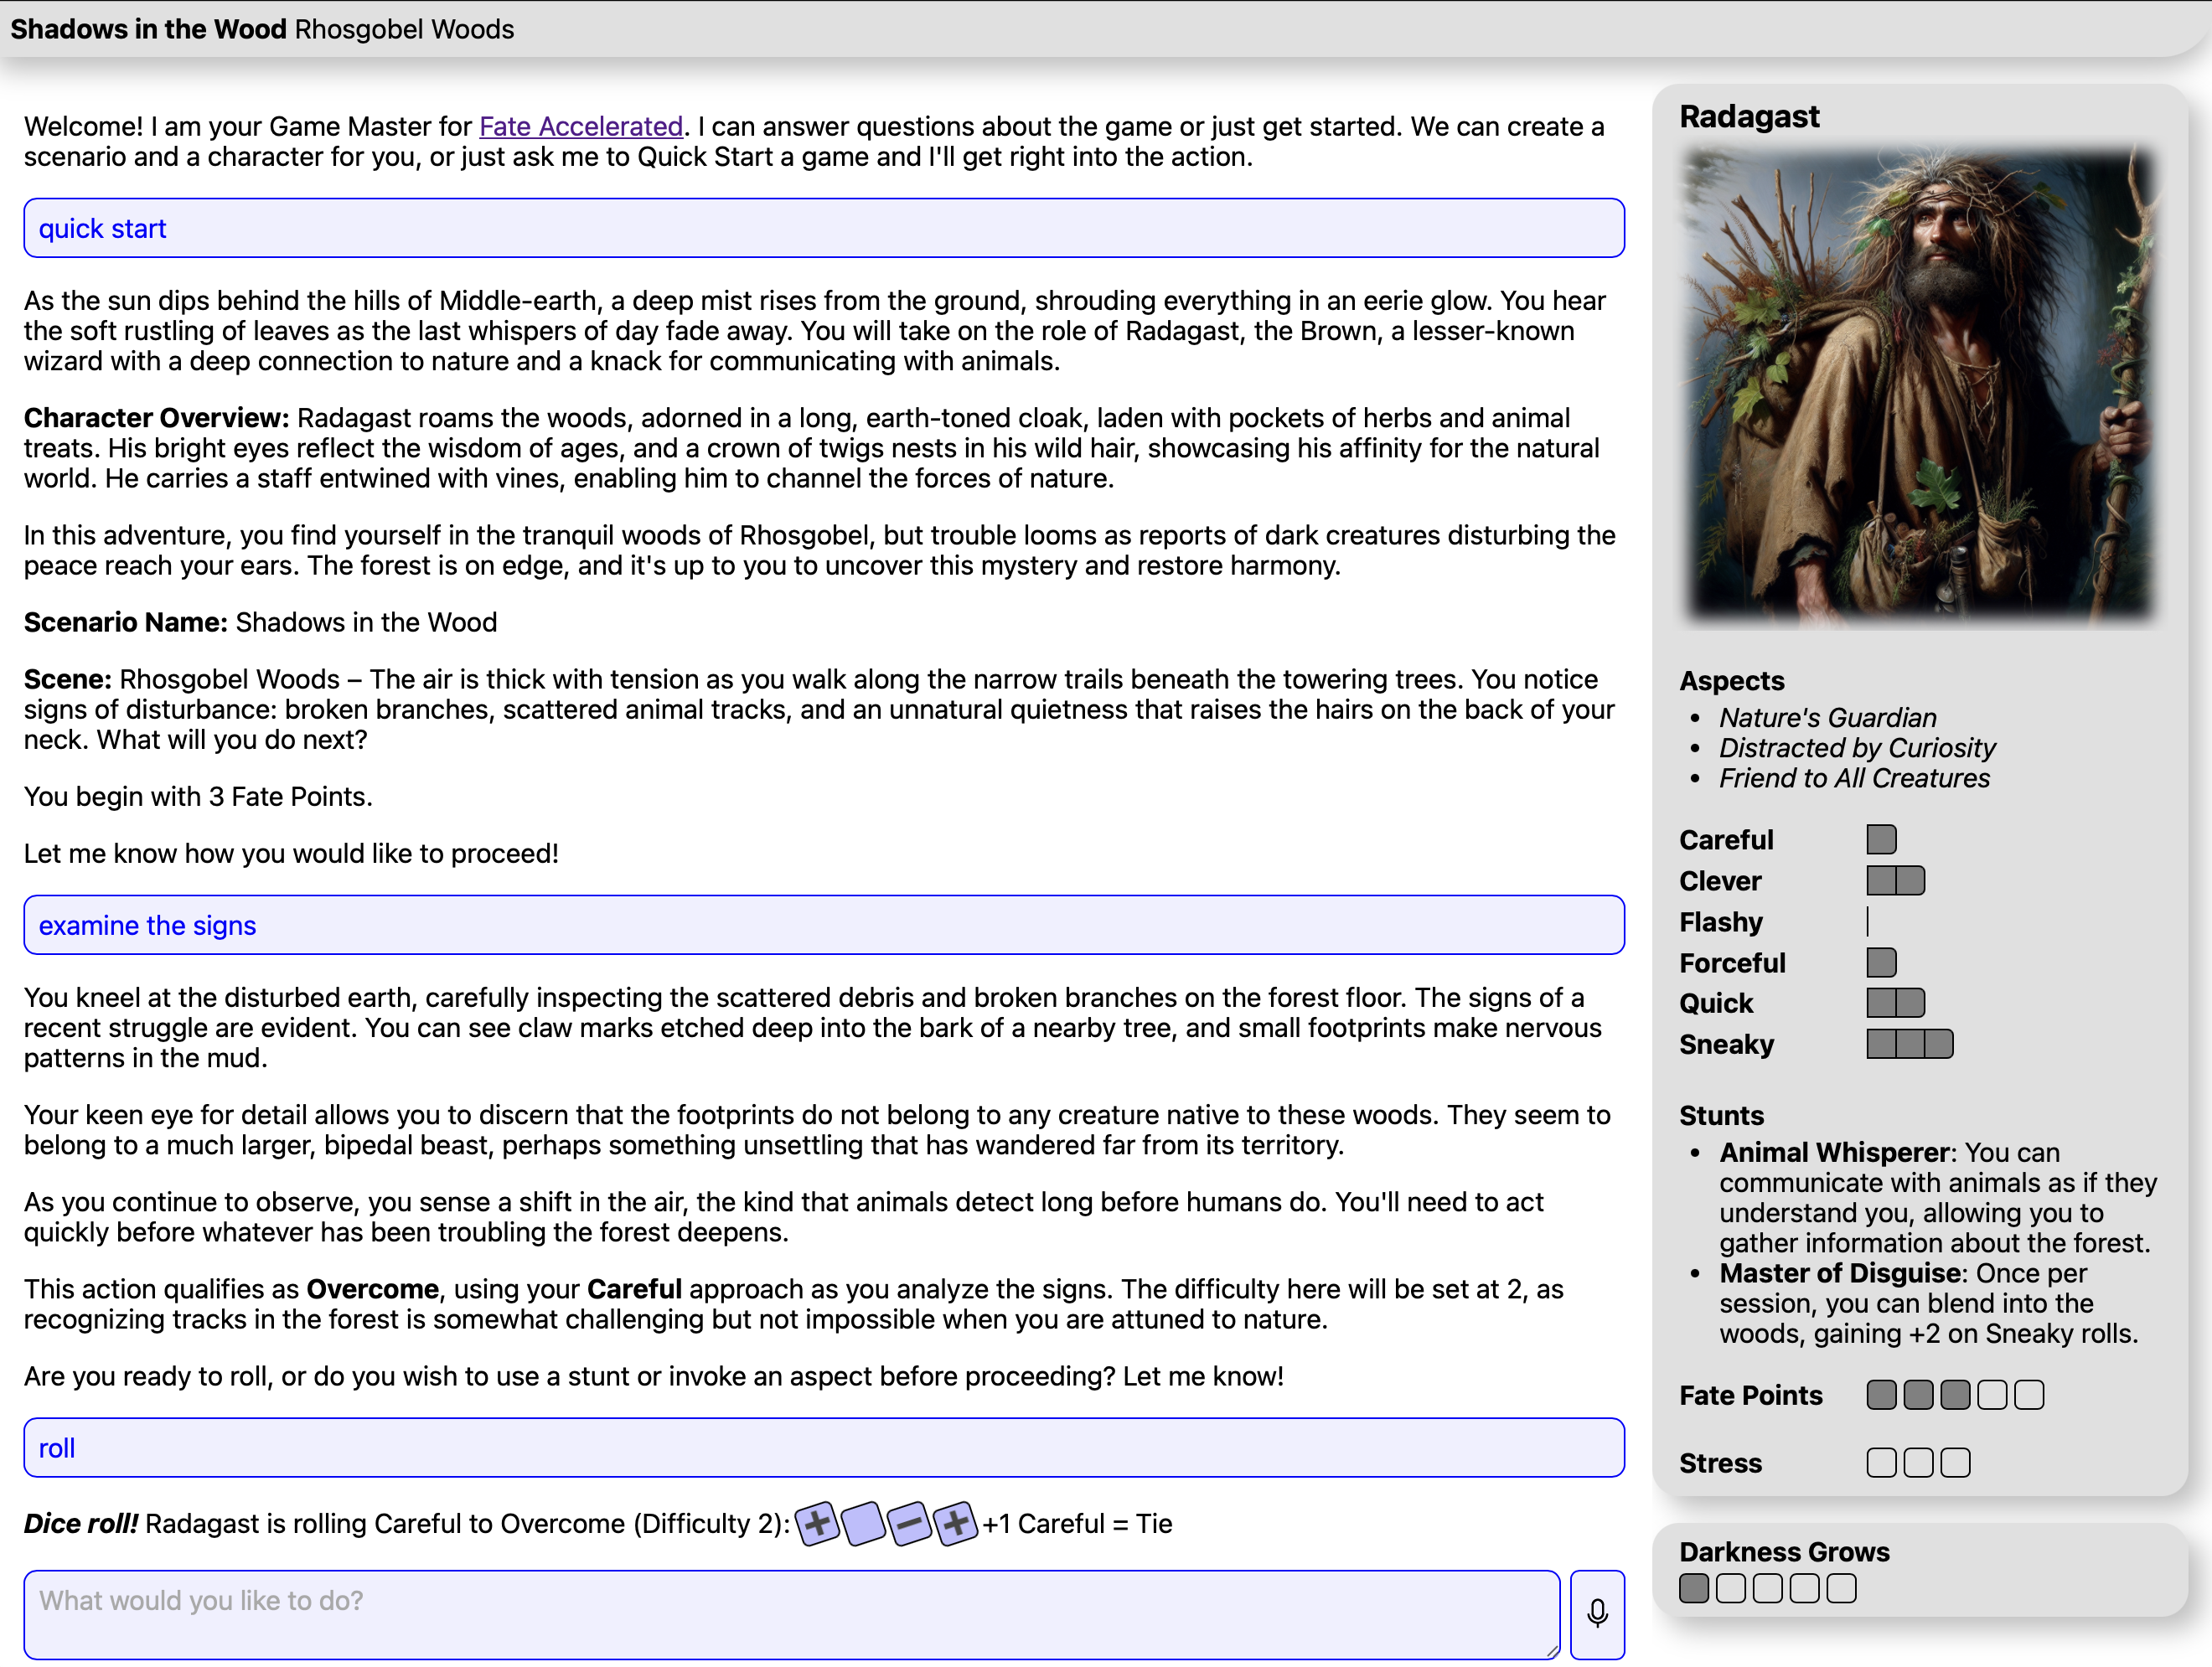 Shadows in the Wood Rhosgobel Woods
Welcome! I am your Game Master for Fate Accelerated. I can answer questions about the game or just get started. We can create a
scenario and a character for you, or just ask me to Quick Start a game and I'll get right into the action.
quick start
As the sun dips behind the hills of Middle-earth, a deep mist rises from the ground, shrouding everything in an eerie glow. You hear
the soft rustling of leaves as the last whispers of day fade away. You will take on the role of Radagast, the Brown, a lesser-known
wizard with a deep connection to nature and a knack for communicating with animals.
Character Overview: Radagast roams the woods, adorned in a long, earth-toned cloak, laden with pockets of herbs and animal
treats. His bright eyes reflect the wisdom of ages, and a crown of twigs nests in his wild hair, showcasing his affinity for the natural
world. He carries a staff entwined with vines, enabling him to channel the forces of nature.
In this adventure, you find yourself in the tranquil woods of Rhosgobel, but trouble looms as reports of dark creatures disturbing the
peace reach your ears. The forest is on edge, and it's up to you to uncover this mystery and restore harmony.
Scenario Name: Shadows in the Wood
Scene: Rhosgobel Woods – The air is thick with tension as you walk along the narrow trails beneath the towering trees. You notice
signs of disturbance: broken branches, scattered animal tracks, and an unnatural quietness that raises the hairs on the back of your
neck. What will you do next?
You begin with 3 Fate Points.
Let me know how you would like to proceed!
examine the signs
You kneel at the disturbed earth, carefully inspecting the scattered debris and broken branches on the forest floor. The signs of a
recent struggle are evident. You can see claw marks etched deep into the bark of a nearby tree, and small footprints make nervous
patterns in the mud.
Your keen eye for detail allows you to discern that the footprints do not belong to any creature native to these woods. They seem to
belong to a much larger, bipedal beast, perhaps something unsettling that has wandered far from its territory.
As you continue to observe, you sense a shift in the air, the kind that animals detect long before humans do. You'll need to act
quickly before whatever has been troubling the forest deepens.
This action qualifies as Overcome, using your Careful approach as you analyze the signs. The difficulty here will be set at 2, as
recognizing tracks in the forest is somewhat challenging but not impossible when you are attuned to nature.
Are you ready to roll, or do you wish to use a stunt or invoke an aspect before proceeding? Let me know!
roll
Dice roll! Radagast is rolling Careful to Overcome (Difficulty 2): + − + +1 Careful = Tie
What would you like to do?
Radagast
Aspects
• Nature's Guardian
• Distracted by Curiosity
• Friend to All Creatures
Careful
Clever
Flashy
Forceful
Quick
Sneaky
Stunts
• Animal Whisperer: You can
communicate with animals as if they
understand you, allowing you to
gather information about the forest.
• Master of Disguise: Once per
session, you can blend into the
woods, gaining +2 on Sneaky rolls.
Fate Points
Stress
Darkness Grows